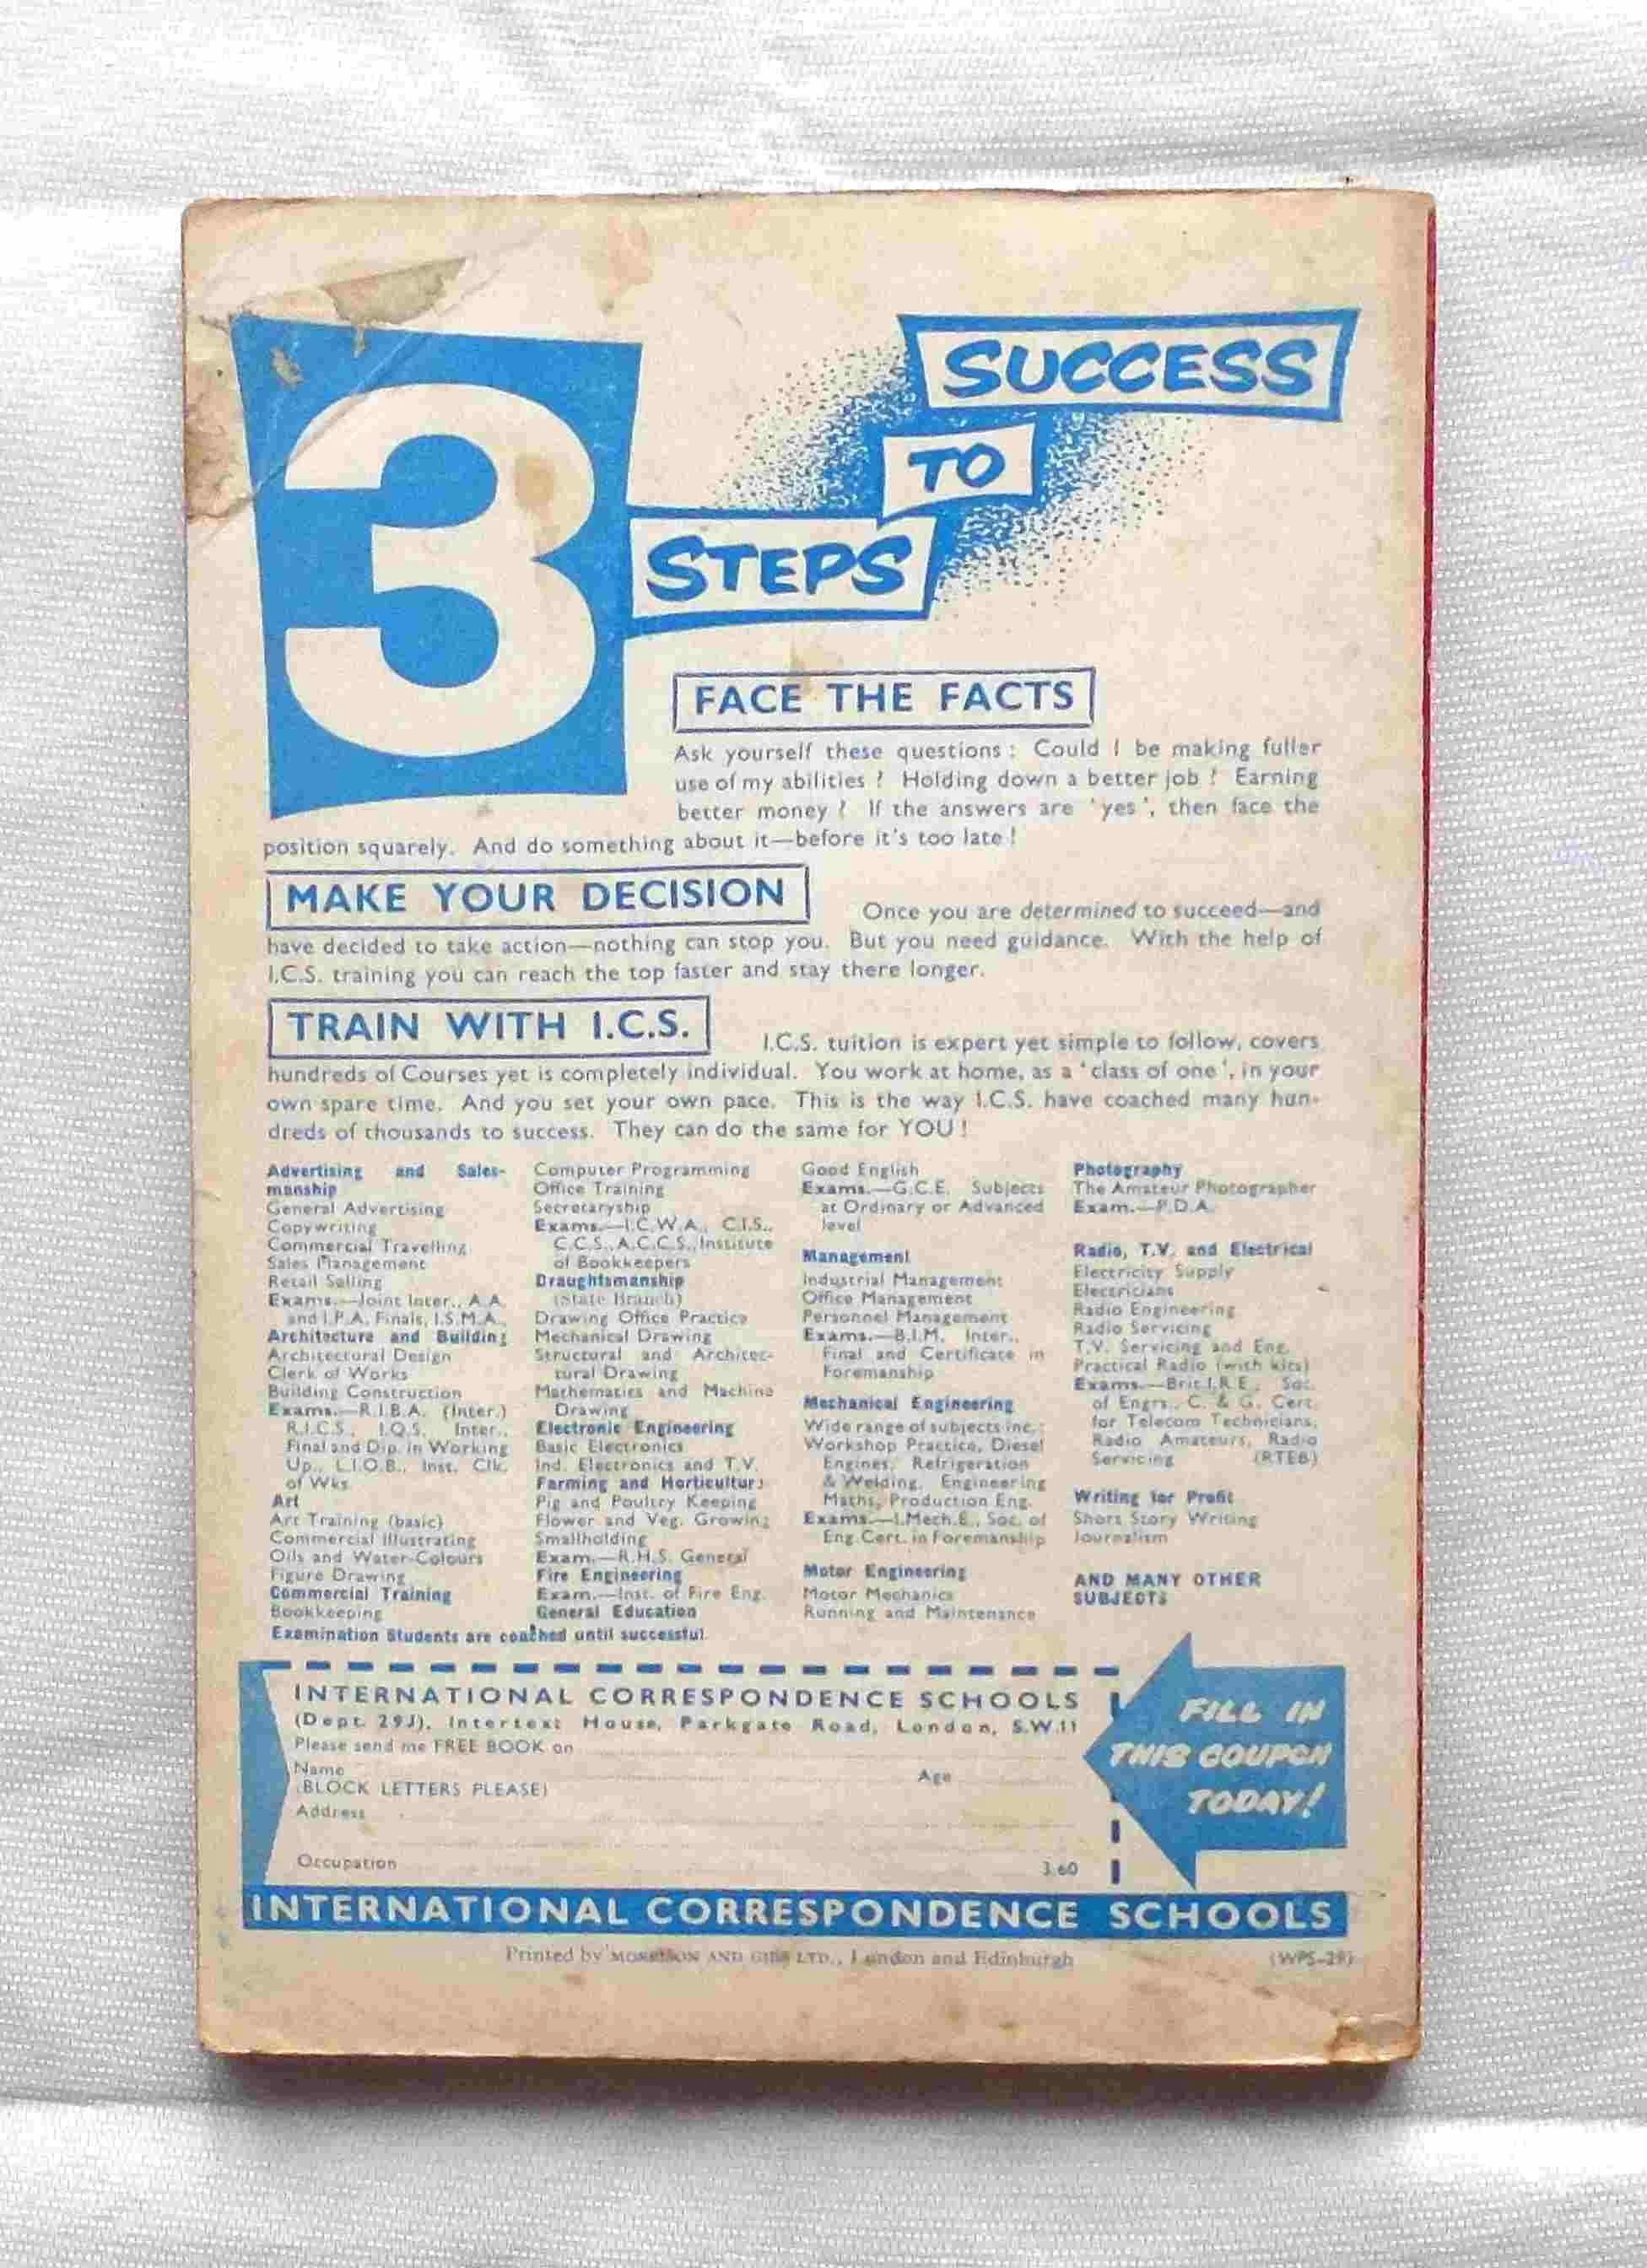 3
STEPS
TO
SUCCESS
FACE THE FACTS
Ask yourself these questions : Could I be making fuller
use of my abilities ? Holding down a better job ? Earning
better money ? If the answers are 'yes', then face the
position squarely. And do something about it—before it's too late !
MAKE YOUR DECISION
Once you are determined to succeed—and
have decided to take action—nothing can stop you. But you need guidance. With the help of
I.C.S. training you can reach the top faster and stay there longer.
TRAIN WITH I.C.S.
I.C.S. tuition is expert yet simple to follow, covers
hundreds of Courses yet is completely individual. You work at home, as a 'class of one', in your
own spare time. And you set your own pace. This is the way I.C.S. have coached many hun-
dreds of thousands to success. They can do the same for YOU !
Advertising and Sales-
manship
General Advertising
Copywriting
Commercial Travelling
Sales Management
Retail Selling
Exams.—Joint Inter., A.A.
and I.P.A. Finals, I.S.M.A.,
Architecture and Building
Architectural Design
Clerk of Works
Building Construction
Exams.—R.I.B.A. (Inter.)
R.I.C.S., I.Q.S. Inter.,
Final and Dip. in Working
Up., L.I.O.B., Inst. Clk.
of Wks.
Art
Art Training (basic)
Commercial Illustrating
Oils and Water-Colours
Figure Drawing
Commercial Training
Bookkeeping
Computer Programming
Office Training
Secretaryship
Exams.—I.C.W.A., C.I.S.,
C.C.S., A.C.C.S., Institute
of Bookkeepers
Draughtsmanship
(State Branch)
Drawing Office Practice
Mechanical Drawing
Structural and Architec-
tural Drawing
Mathematics and Machine
Drawing
Electronic Engineering
Basic Electronics
Ind. Electronics and T.V.
Farming and Horticulture
Pig and Poultry Keeping
Flower and Veg. Growing
Smallholding
Exam.—R.H.S. General
Fire Engineering
Exam.—Inst. of Fire Eng.
General Education
Good English
Exams.—G.C.E. Subjects
at Ordinary or Advanced
level
Management
Industrial Management
Office Management
Personnel Management
Exams.—B.I.M. Inter.,
Final and Certificate in
Foremanship
Mechanical Engineering
Wide range of subjects inc.:
Workshop Practice, Diesel
Engines, Refrigeration
& Welding, Engineering
Maths, Production Eng.
Exams.—I.Mech.E., Soc. of
Eng Cert. in Foremanship
Motor Engineering
Motor Mechanics
Running and Maintenance
Photography
The Amateur Photographer
Exam.—P.D.A.
Radio, T.V. and Electrical
Electricity Supply
Electricians
Radio Engineering
Radio Servicing
T.V. Servicing and Eng.
Practical Radio (with kits)
Exams.—Brit.I.R.E., Soc.
of Engrs., C. & G. Cert.
for Telecom Technicians,
Radio Amateurs, Radio
Servicing (RTEB)
Writing for Profit
Short Story Writing
Journalism
AND MANY OTHER
SUBJECTS
Examination Students are coached until successful.
INTERNATIONAL CORRESPONDENCE SCHOOLS
(Dept. 29J), Intertext House, Parkgate Road, London, S.W.11
Please send me FREE BOOK on
Name Age
(BLOCK LETTERS PLEASE)
Address
Occupation 3.60
FILL IN
THIS COUPON
TODAY!
INTERNATIONAL CORRESPONDENCE SCHOOLS
Printed by MORRISON AND GIBB LTD., London and Edinburgh (WPS-29)